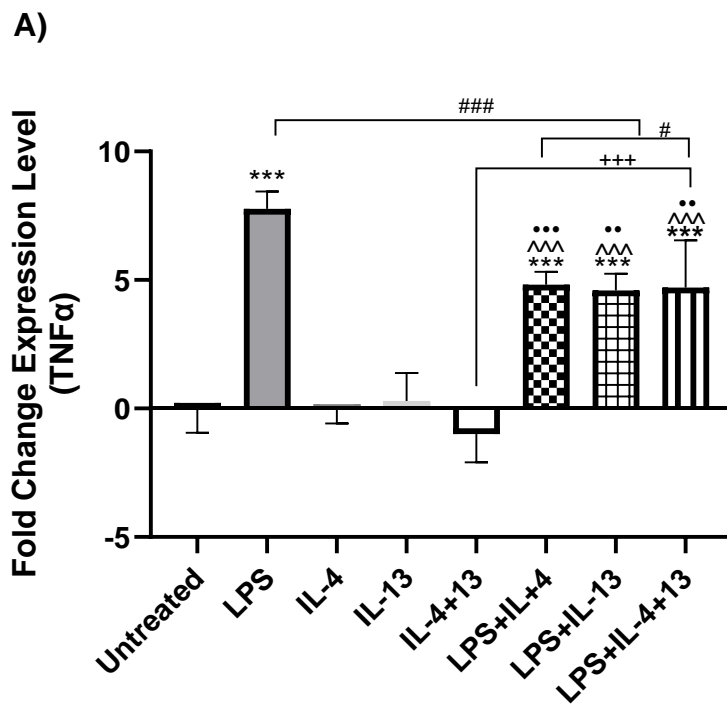 A)
Fold Change Expression Level
(TNFα)
10
5
0
-5
###
#
+++
***
•••
^^^
***
••
^^^
***
••
^^^
***
Untreated
LPS
IL-4
IL-13
IL-4+13
LPS+IL+4
LPS+IL-13
LPS+IL-4+13